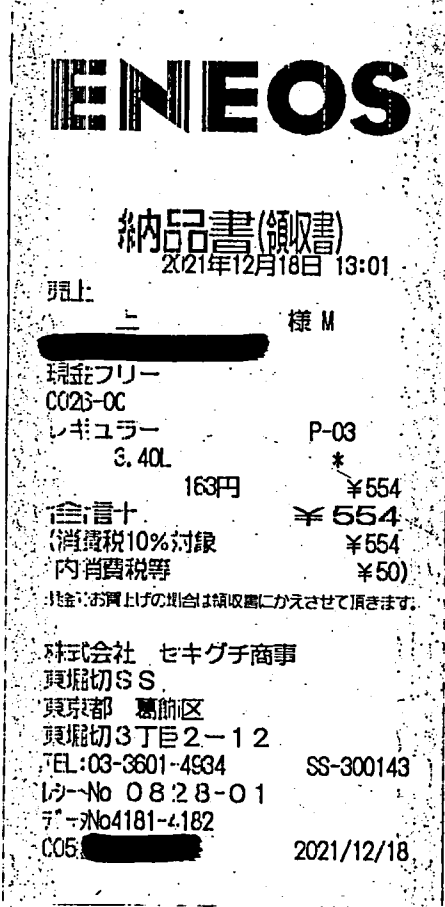 ENEOS
納品書(領収書)
2021年12月18日 13:01
売上
様 M
現金フリー
C026-00
レギュラー P-03
3.40L *
163円 ¥554
合計 ¥554
(消費税10%対象 ¥554
内消費税等 ¥50)
現金でお買上げの場合は領収書にかえさせて頂きます。
株式会社 セキグチ商事
東堀切SS
東京都 葛飾区
東堀切3丁目2-12
TEL:03-3601-4934 SS-300143
レシートNo 0828-01
データNo4181-4182
C05 2021/12/18